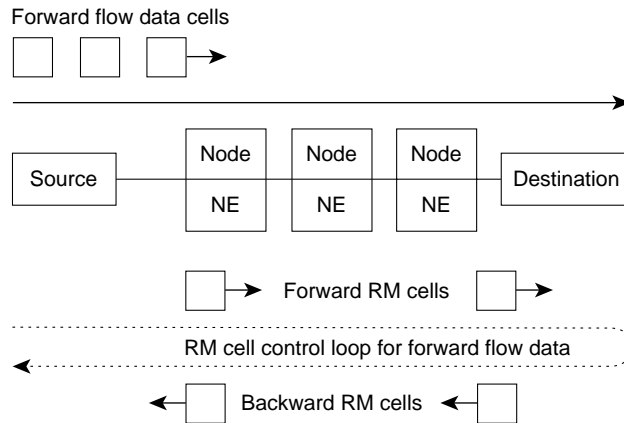 Forward flow data cells
Node Node Node
Source Destination
NE NE NE
Forward RM cells
RM cell control loop for forward flow data
Backward RM cells